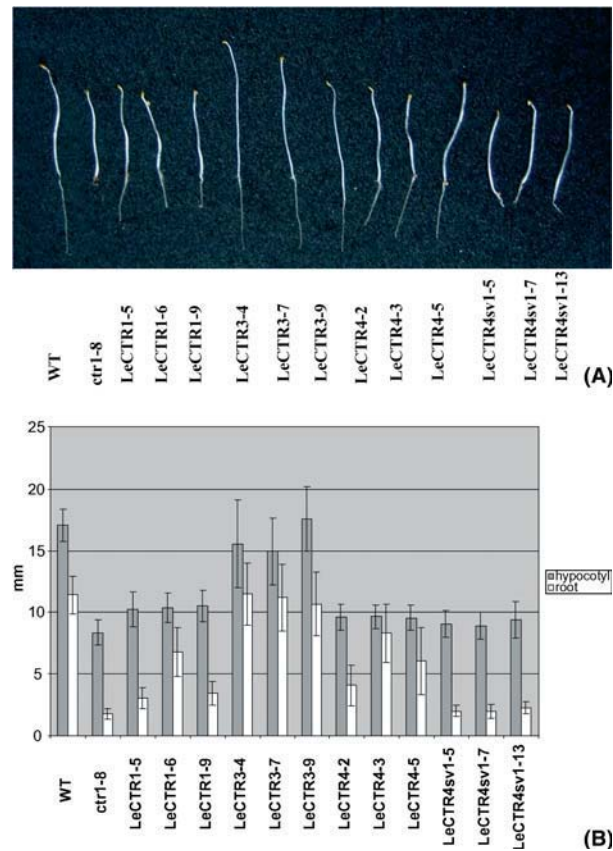 WT
ctr1-8
LeCTR1-5
LeCTR1-6
LeCTR1-9
LeCTR3-4
LeCTR3-7
LeCTR3-9
LeCTR4-2
LeCTR4-3
LeCTR4-5
LeCTR4sv1-5
LeCTR4sv1-7
LeCTR4sv1-13
(A)
25
20
15
10
5
0
mm
hypocotyl
root
WT
ctr1-8
LeCTR1-5
LeCTR1-6
LeCTR1-9
LeCTR3-4
LeCTR3-7
LeCTR3-9
LeCTR4-2
LeCTR4-3
LeCTR4-5
LeCTR4sv1-5
LeCTR4sv1-7
LeCTR4sv1-13
(B)